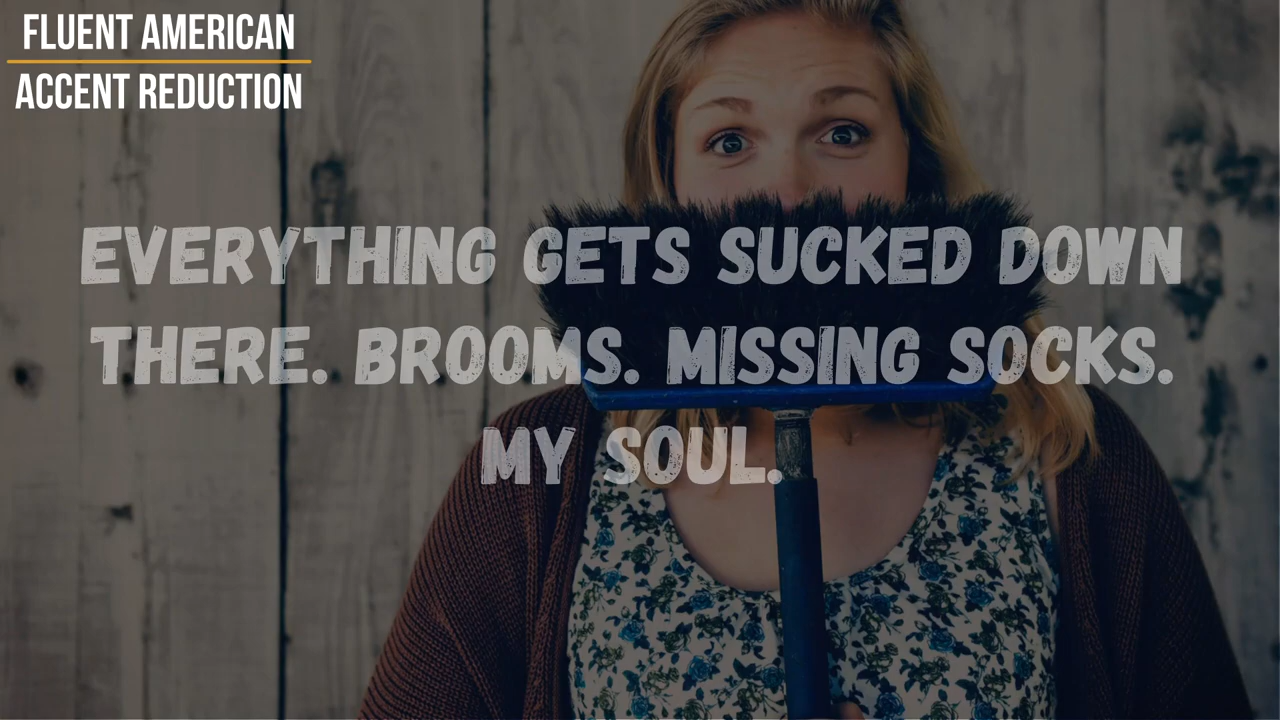 FLUENT AMERICAN
ACCENT REDUCTION
EVERYTHING GETS SUCKED DOWN
THERE. BROOMS. MISSING SOCKS.
MY SOUL.